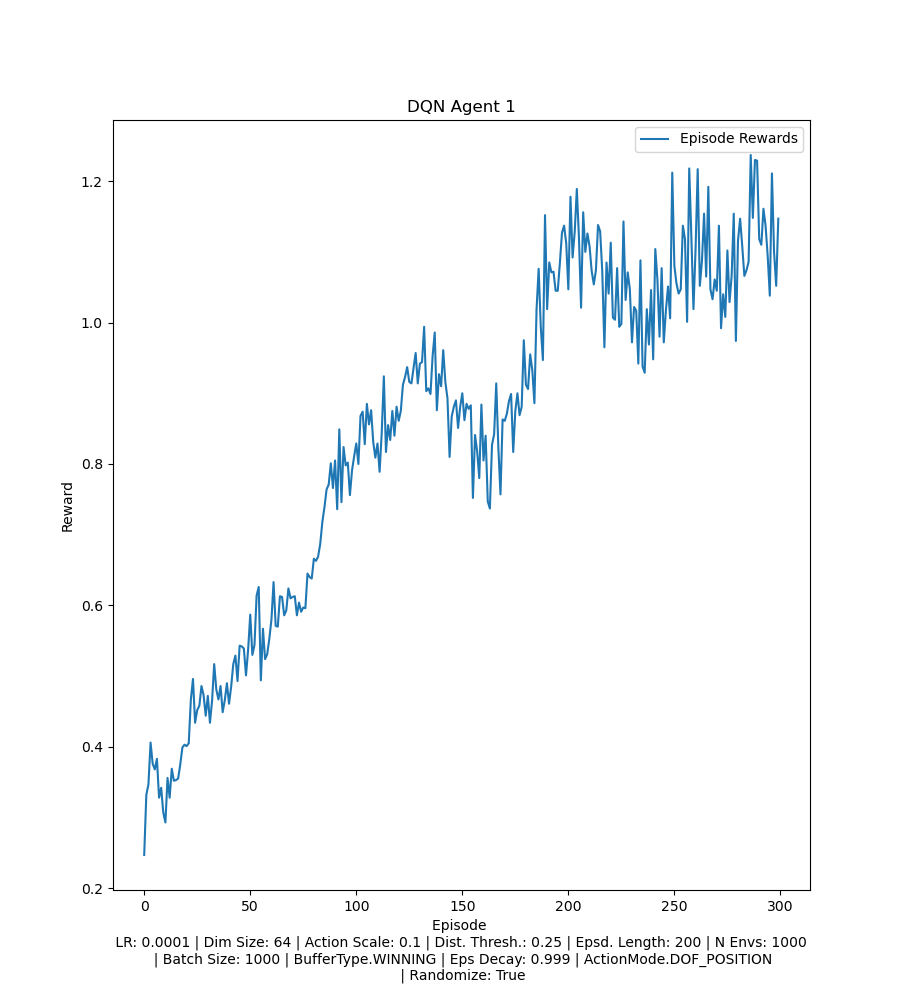 DQN Agent 1
Episode Rewards
1.2
1.0
0.8
0.6
0.4
0.2
Reward
0 50 100 150 200 250 300
Episode
LR: 0.0001 | Dim Size: 64 | Action Scale: 0.1 | Dist. Thresh.: 0.25 | Epsd. Length: 200 | N Envs: 1000
| Batch Size: 1000 | BufferType.WINNING | Eps Decay: 0.999 | ActionMode.DOF_POSITION
| Randomize: True